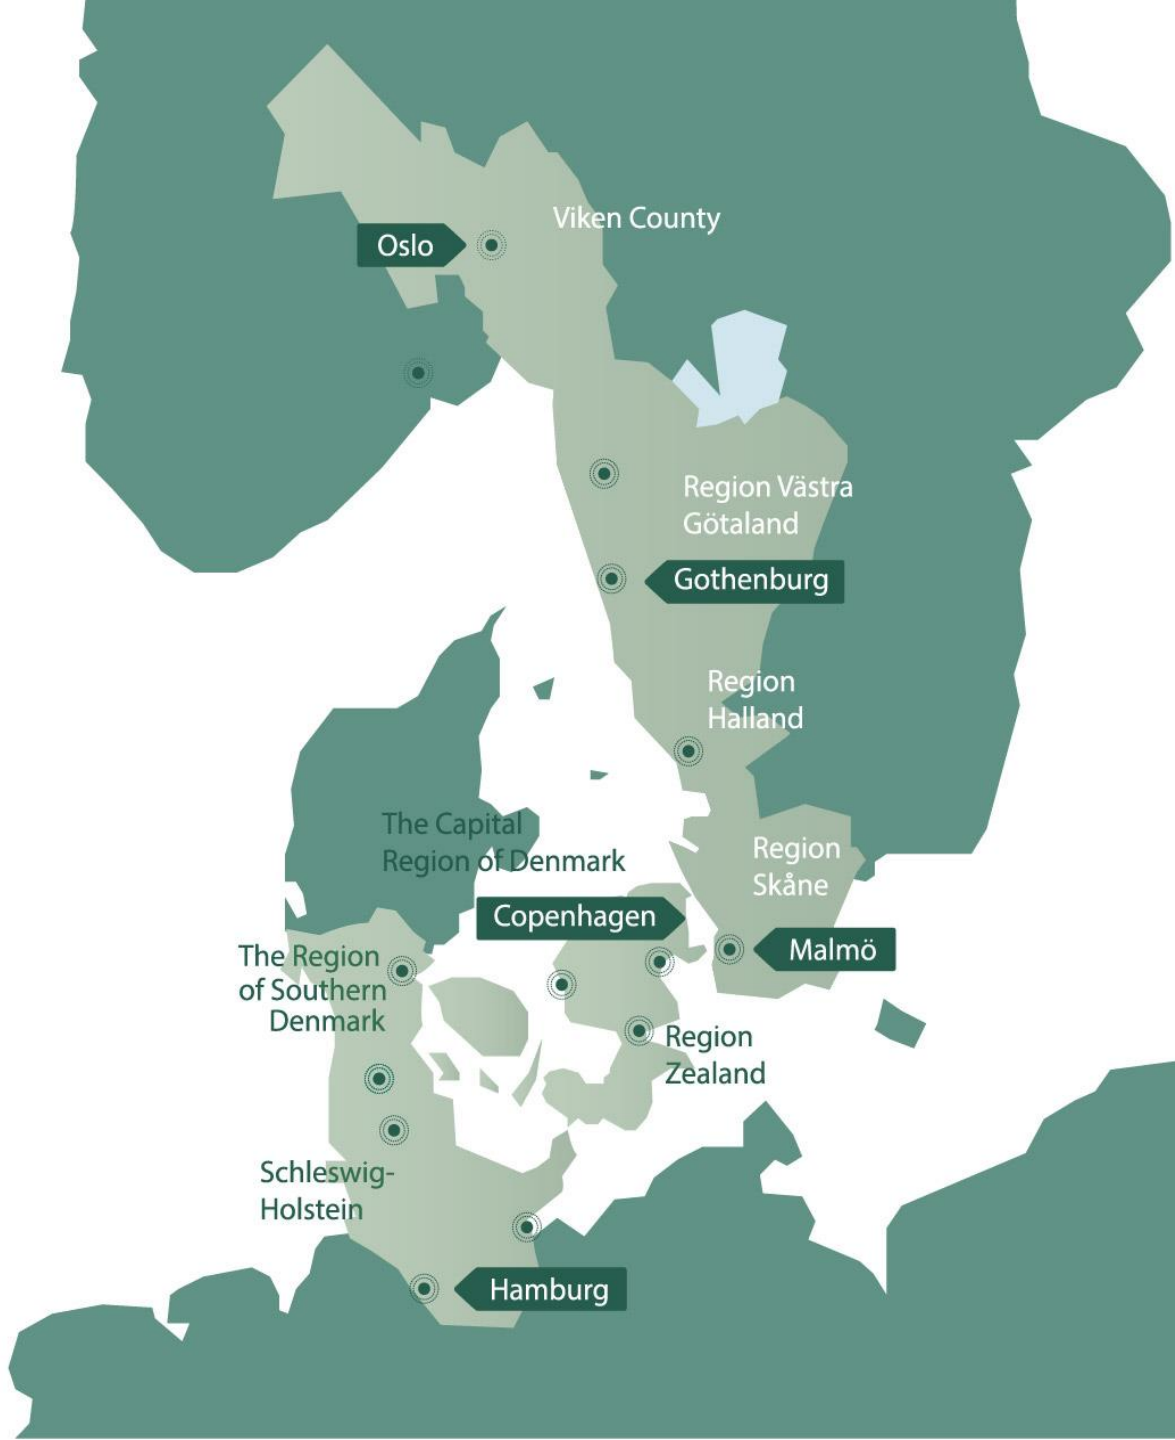 Viken County
Oslo
Region Västra
Götaland
Gothenburg
Region
Halland
The Capital
Region of Denmark
Region
Skåne
Copenhagen
Malmö
The Region
of Southern
Denmark
Region
Zealand
Schleswig-
Holstein
Hamburg